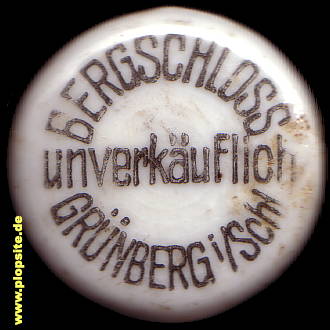 BERGSCHLOSS
unverkäuflich
GRÜNBERG i/Schl
© www.plopsite.de